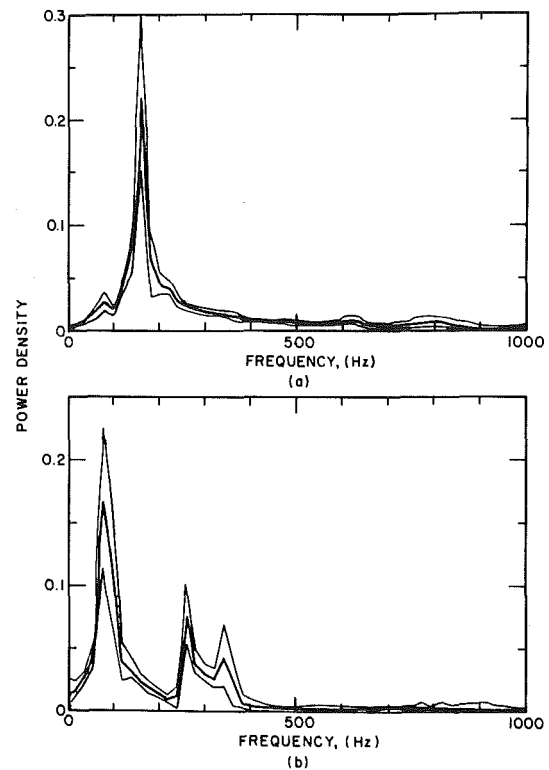 0.3
0.2
0.1
0
0
500
1000
FREQUENCY, (Hz)
(a)
POWER DENSITY
0.2
0.1
0
0
500
1000
FREQUENCY, (Hz)
(b)